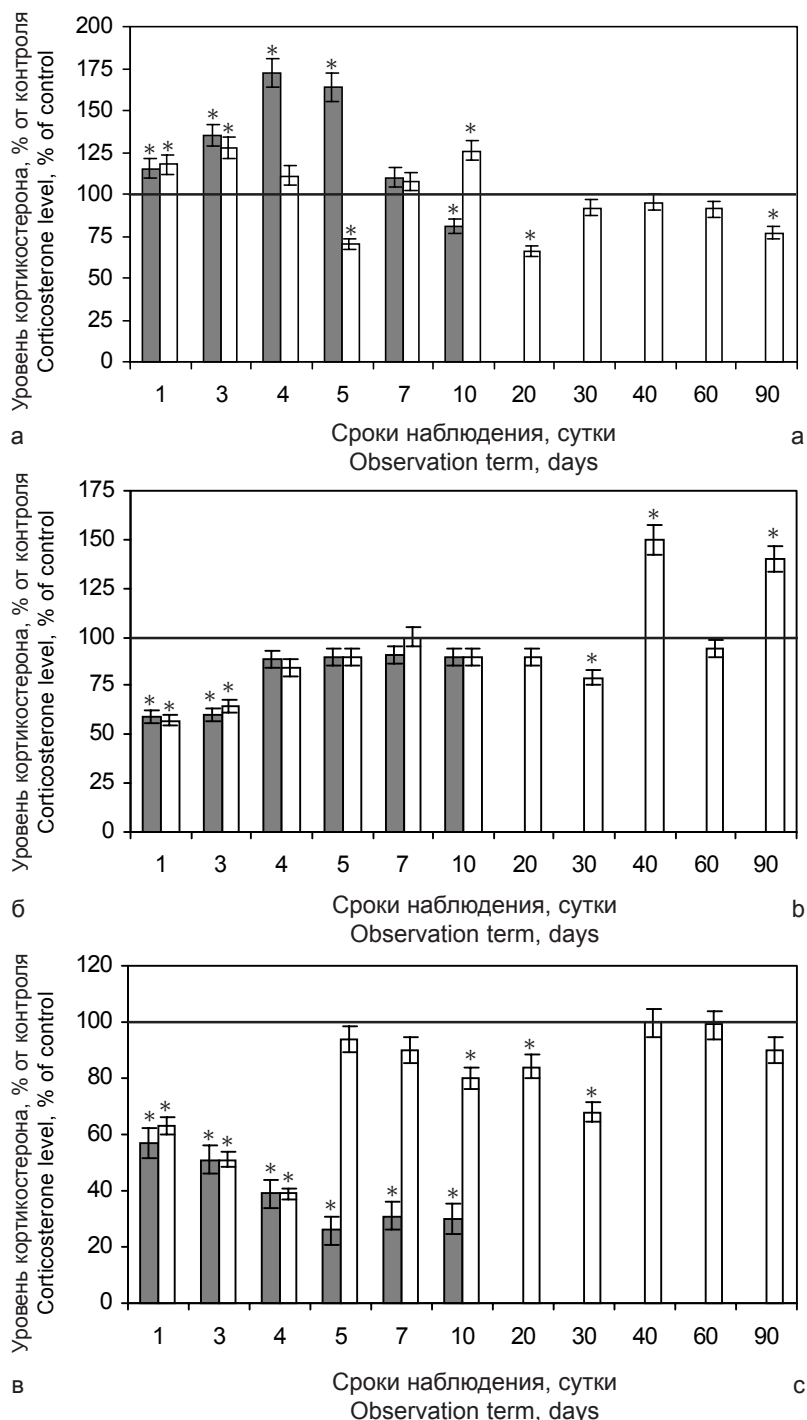 Уровень кортикостерона, % от контроля
Corticosterone level, % of control
200
175
150
125
100
75
50
25
0
* * * * * * * * * *
1 3 4 5 7 10 20 30 40 60 90
Сроки наблюдения, сутки
а а
Observation term, days
Уровень кортикостерона, % от контроля
Corticosterone level, % of control
175
150
125
100
75
50
25
0
* * * * * * *
1 3 4 5 7 10 20 30 40 60 90
б Сроки наблюдения, сутки b
Observation term, days
Уровень кортикостерона, % от контроля
Corticosterone level, % of control
120
100
80
60
40
20
0
* * * * * * * * * * * *
1 3 4 5 7 10 20 30 40 60 90
в Сроки наблюдения, сутки c
Observation term, days